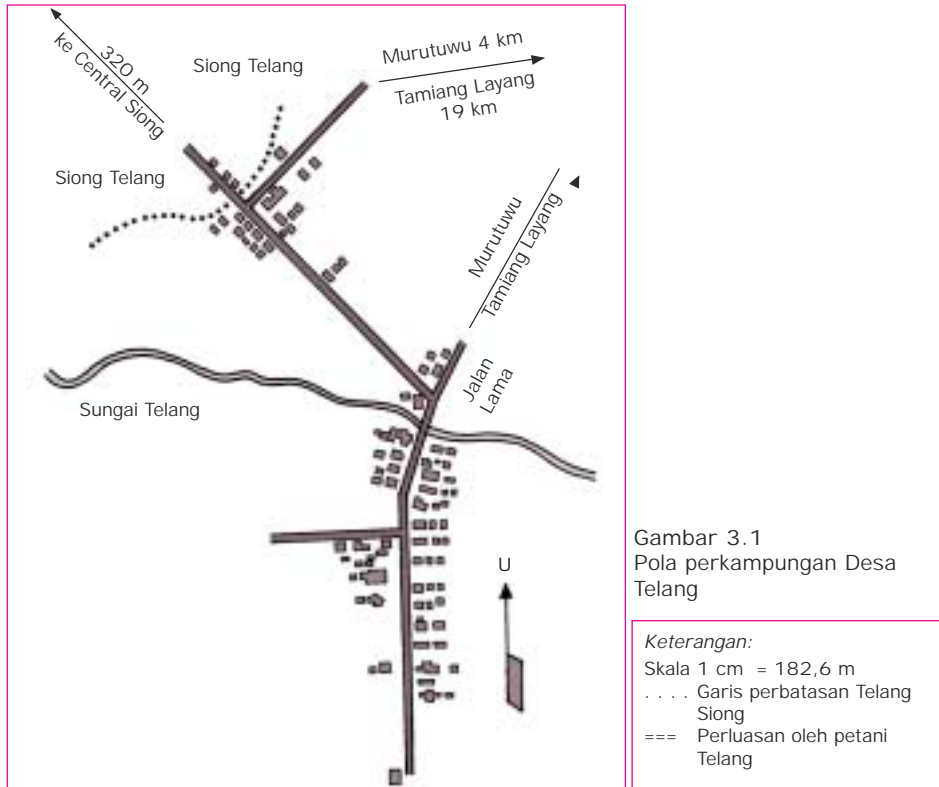 320 m
ke Central Siong
Siong Telang
Murutuwu 4 km
Tamiang Layang
19 km
Siong Telang
Murutuwu
Tamiang Layang
Jalan
Lama
Sungai Telang
U
Gambar 3.1
Pola perkampungan Desa
Telang
Keterangan:
Skala 1 cm = 182,6 m
. . . . Garis perbatasan Telang
Siong
=== Perluasan oleh petani
Telang